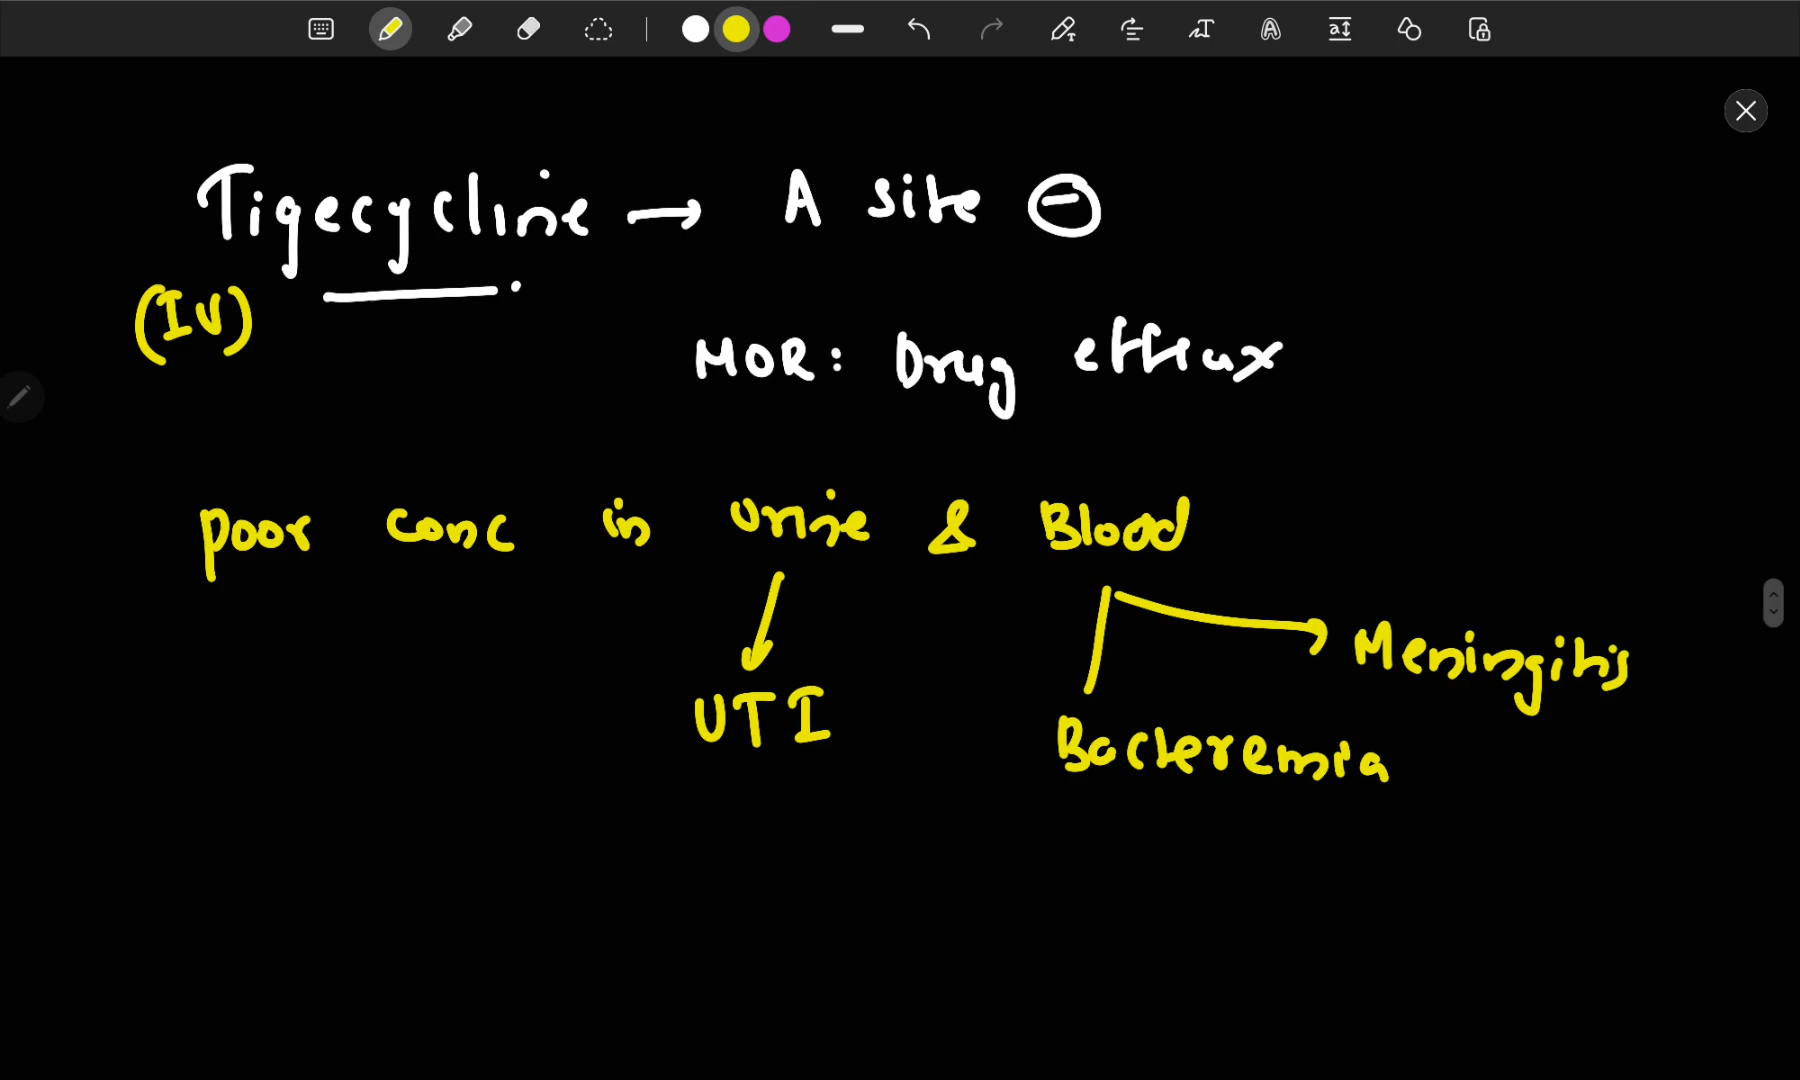 Tigecycline → A site ⊖
(IV)
MOR: Drug efflux
poor conc in urine & Blood
UTI
Meningitis
Bacteremia